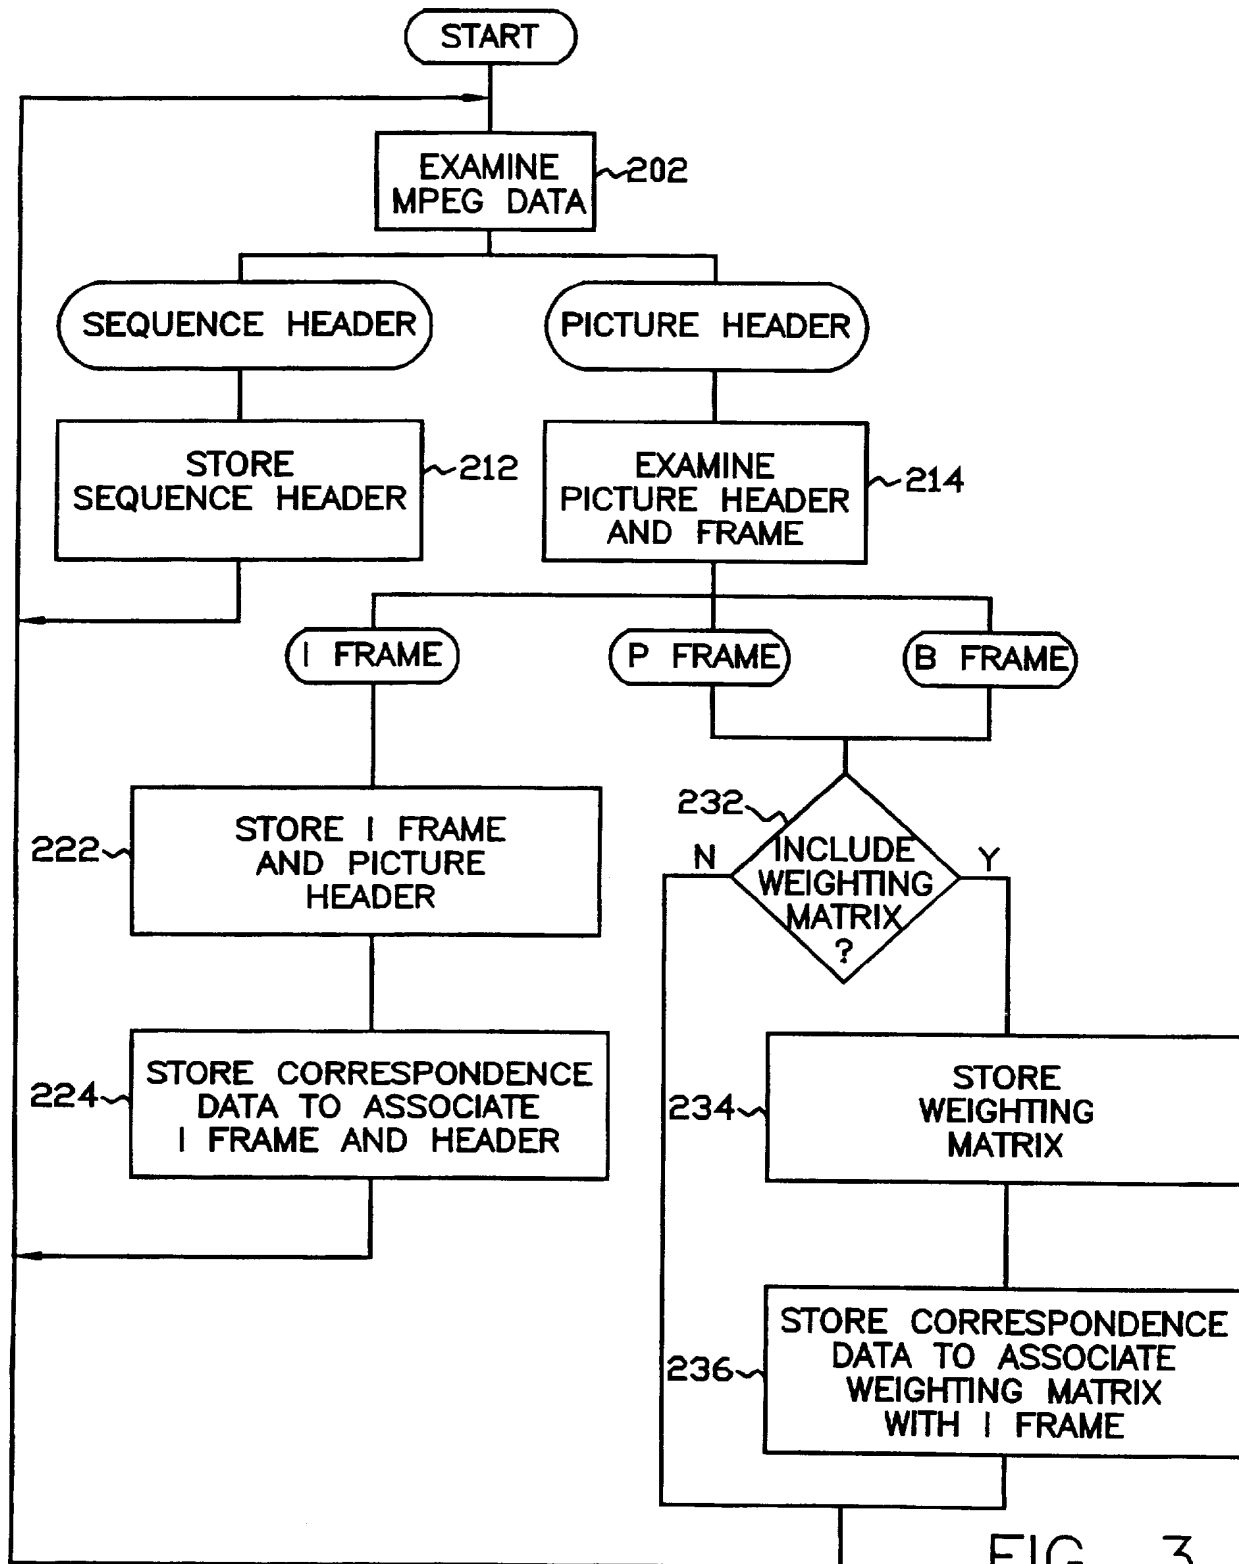 START
EXAMINE
MPEG DATA
202
SEQUENCE HEADER
PICTURE HEADER
STORE
SEQUENCE HEADER
212
EXAMINE
PICTURE HEADER
AND FRAME
214
I FRAME
P FRAME
B FRAME
232
N
INCLUDE
WEIGHTING
MATRIX
?
Y
222
STORE I FRAME
AND PICTURE
HEADER
224
STORE CORRESPONDENCE
DATA TO ASSOCIATE
I FRAME AND HEADER
234
STORE
WEIGHTING
MATRIX
236
STORE CORRESPONDENCE
DATA TO ASSOCIATE
WEIGHTING MATRIX
WITH I FRAME
FIG. 3